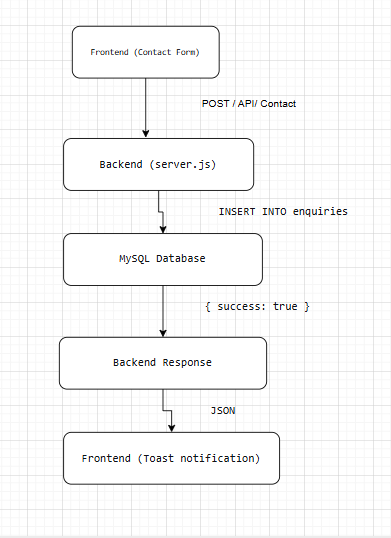 Frontend (Contact Form)
POST / API/ Contact
Backend (server.js)
INSERT INTO enquiries
MySQL Database
{ success: true }
Backend Response
JSON
Frontend (Toast notification)